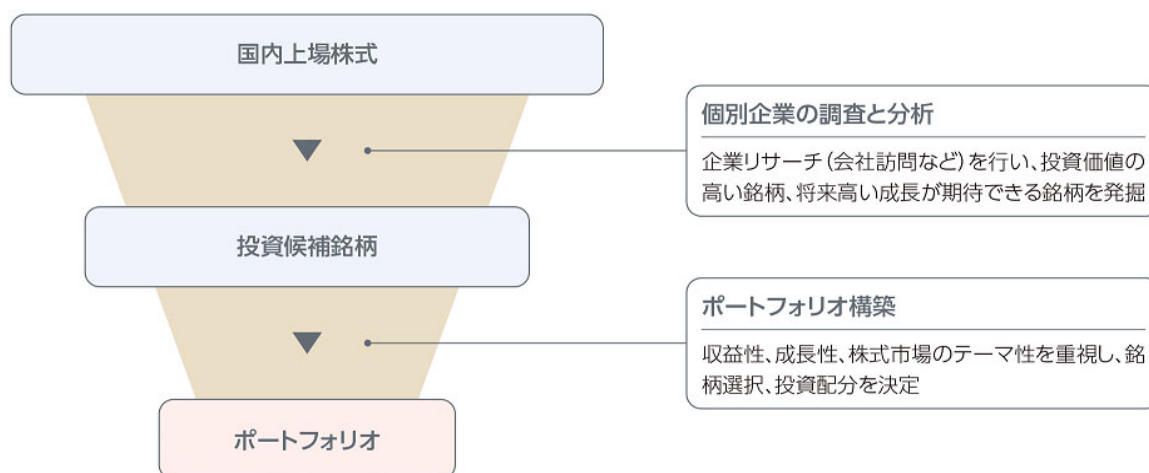 国内上場株式
個別企業の調査と分析
企業リサーチ(会社訪問など)を行い、投資価値の
高い銘柄、将来高い成長が期待できる銘柄を発掘
投資候補銘柄
ポートフォリオ構築
収益性、成長性、株式市場のテーマ性を重視し、銘
柄選択、投資配分を決定
ポートフォリオ